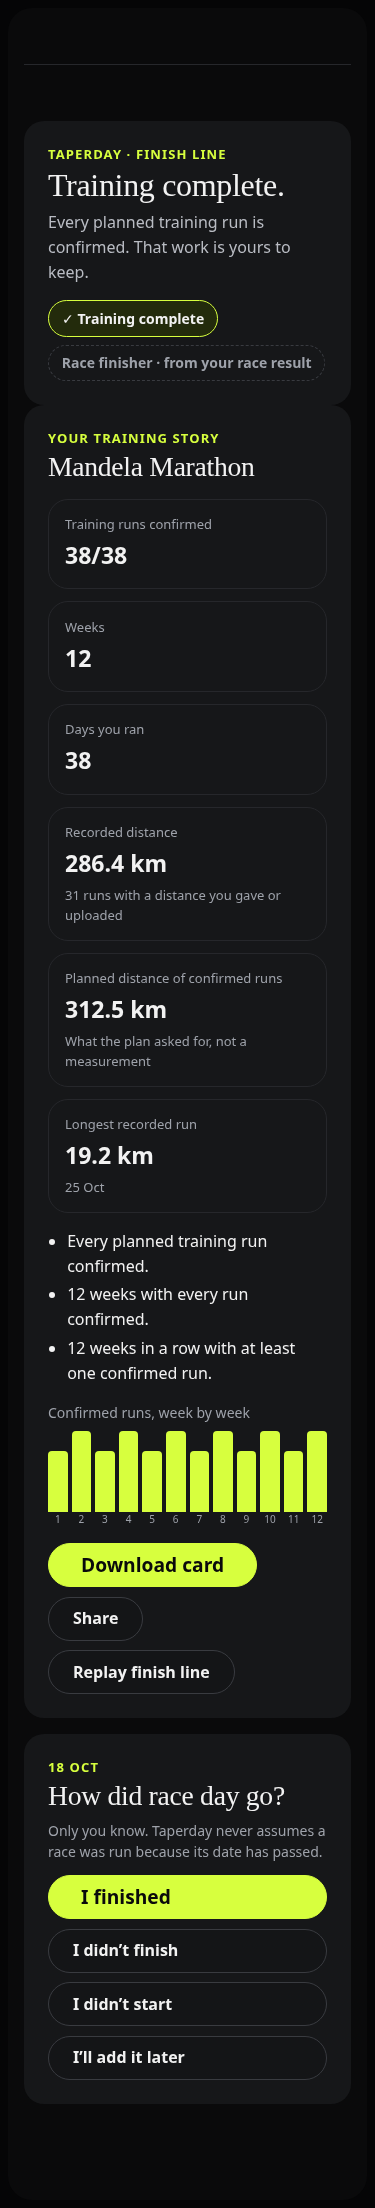 TAPERDAY · FINISH LINE
Training complete.
Every planned training run is
confirmed. That work is yours to
keep.
✓ Training complete
Race finisher · from your race result
YOUR TRAINING STORY
Mandela Marathon
Training runs confirmed
38/38
Weeks
12
Days you ran
38
Recorded distance
286.4 km
31 runs with a distance you gave or
uploaded
Planned distance of confirmed runs
312.5 km
What the plan asked for, not a
measurement
Longest recorded run
19.2 km
25 Oct
• Every planned training run
confirmed.
• 12 weeks with every run
confirmed.
• 12 weeks in a row with at least
one confirmed run.
Confirmed runs, week by week
1 2 3 4 5 6 7 8 9 10 11 12
Download card
Share
Replay finish line
18 OCT
How did race day go?
Only you know. Taperday never assumes a
race was run because its date has passed.
I finished
I didn’t finish
I didn’t start
I’ll add it later